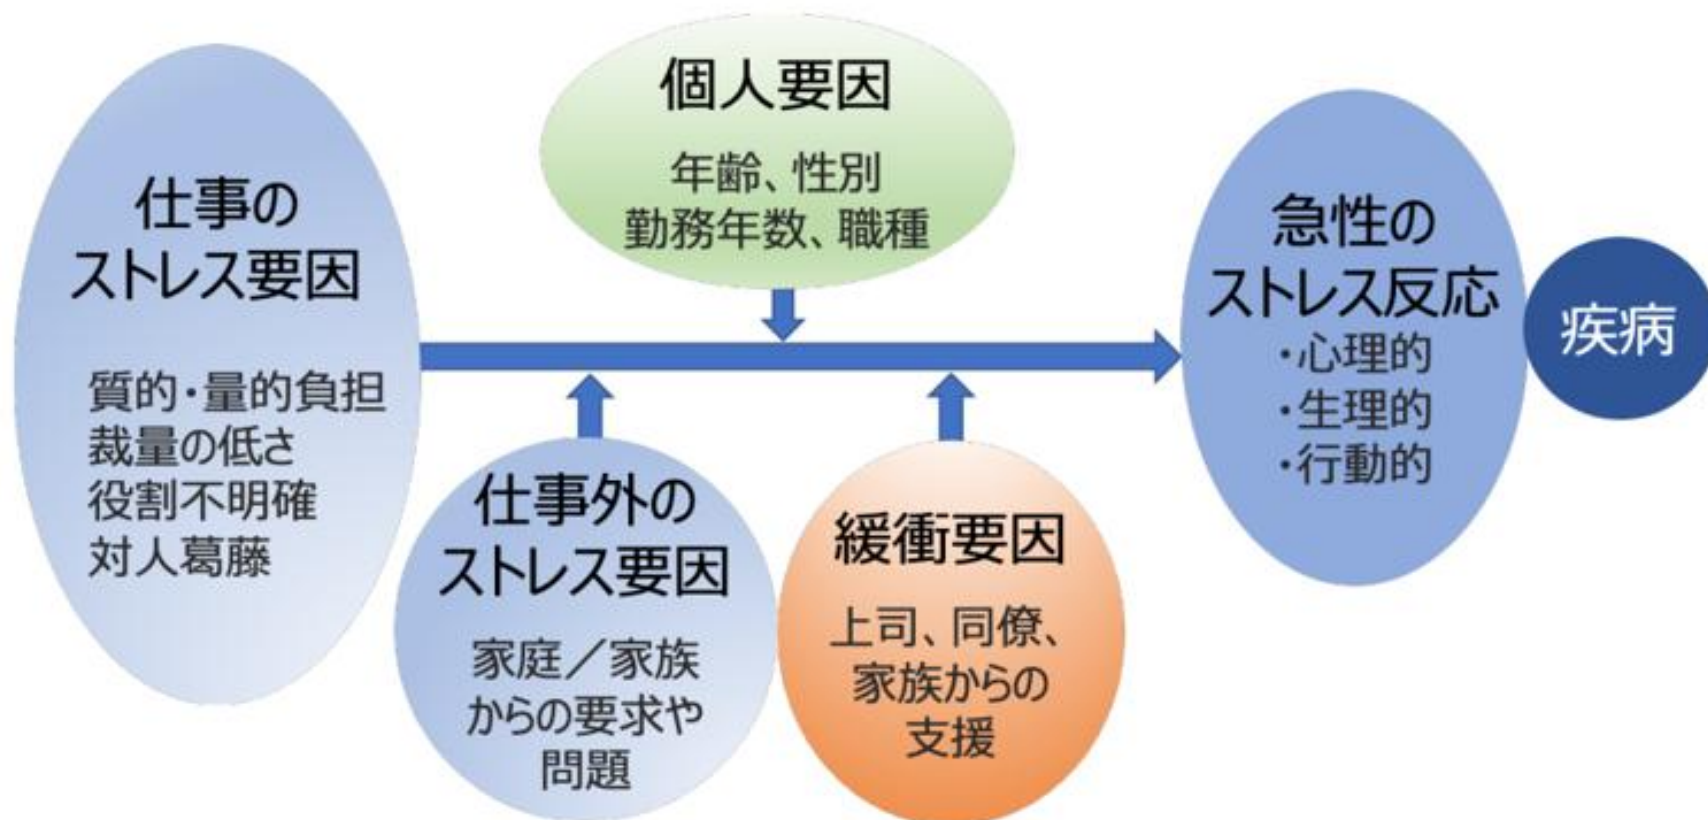 仕事の
ストレス要因
質的・量的負担
裁量の低さ
役割不明確
対人葛藤
個人要因
年齢、性別
勤務年数、職種
仕事外の
ストレス要因
家庭／家族
からの要求や
問題
緩衝要因
上司、同僚、
家族からの
支援
急性の
ストレス反応
・心理的
・生理的
・行動的
疾病